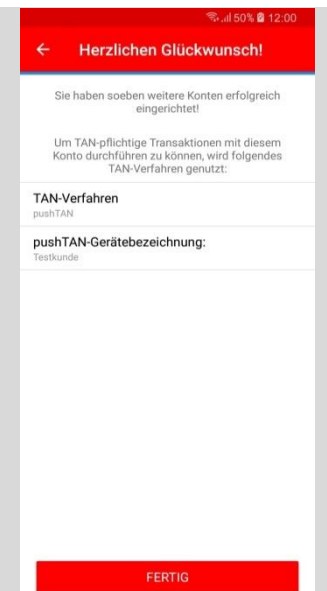 50% 12:00
Herzlichen Glückwunsch!
Sie haben soeben weitere Konten erfolgreich
eingerichtet!
Um TAN-pflichtige Transaktionen mit diesem
Konto durchführen zu können, wird folgendes
TAN-Verfahren genutzt:
TAN-Verfahren
pushTAN
pushTAN-Gerätebezeichnung:
Testkunde
FERTIG